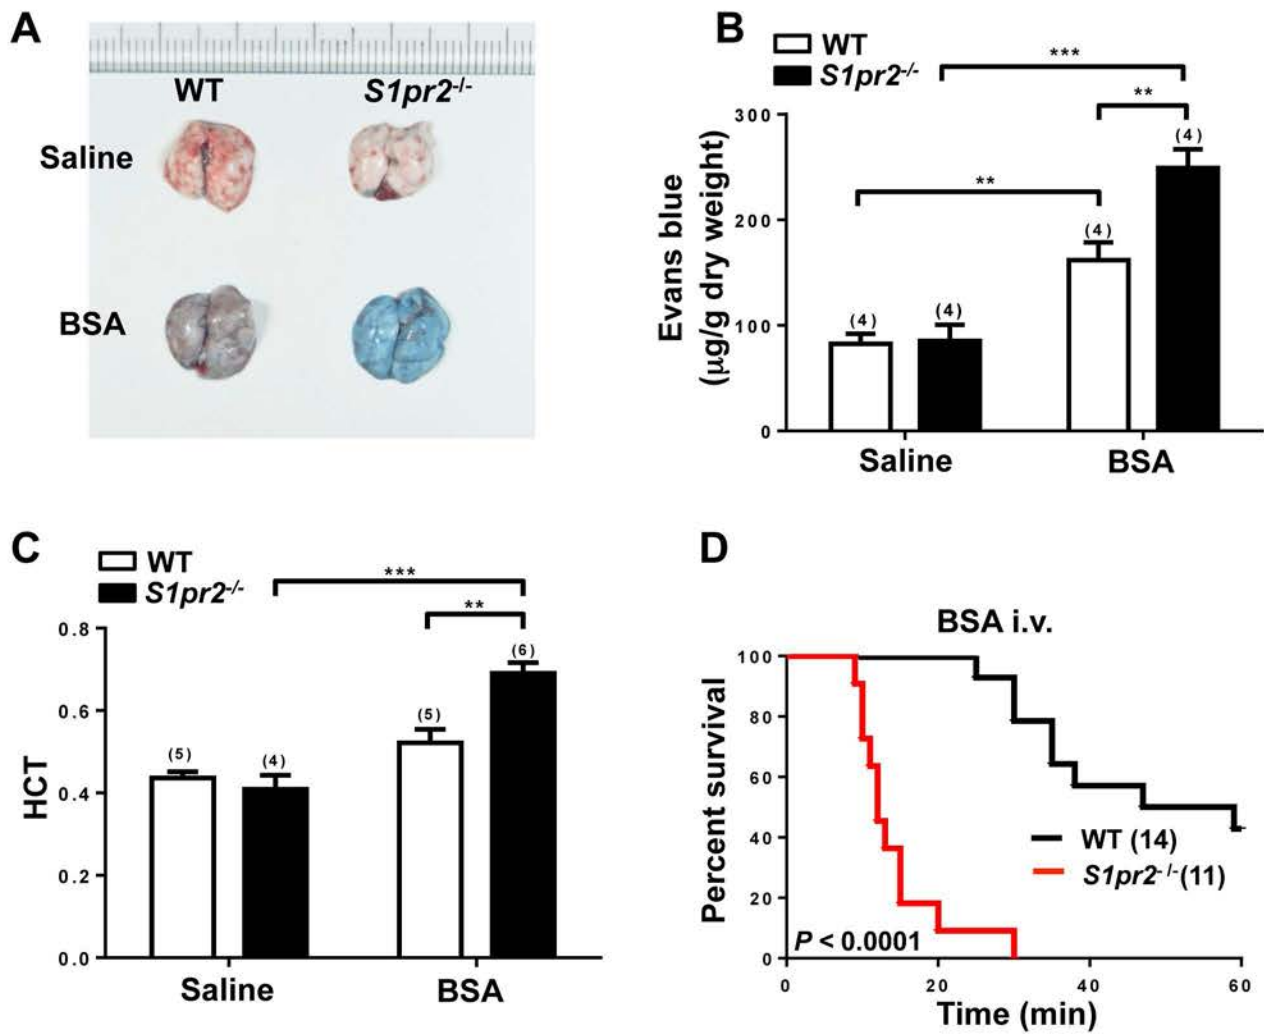 A
WT
S1pr2-/-
Saline
BSA
B
WT
S1pr2-/-
***
**
**
300
200
100
0
Evans blue
(µg/g dry weight)
(4)
(4)
(4)
(4)
Saline
BSA
C
WT
S1pr2-/-
***
**
0.8
0.6
0.4
0.2
0.0
HCT
(5)
(4)
(5)
(6)
Saline
BSA
D
BSA i.v.
100
80
60
40
20
0
Percent survival
WT (14)
S1pr2-/-(11)
P < 0.0001
0
20
40
60
Time (min)